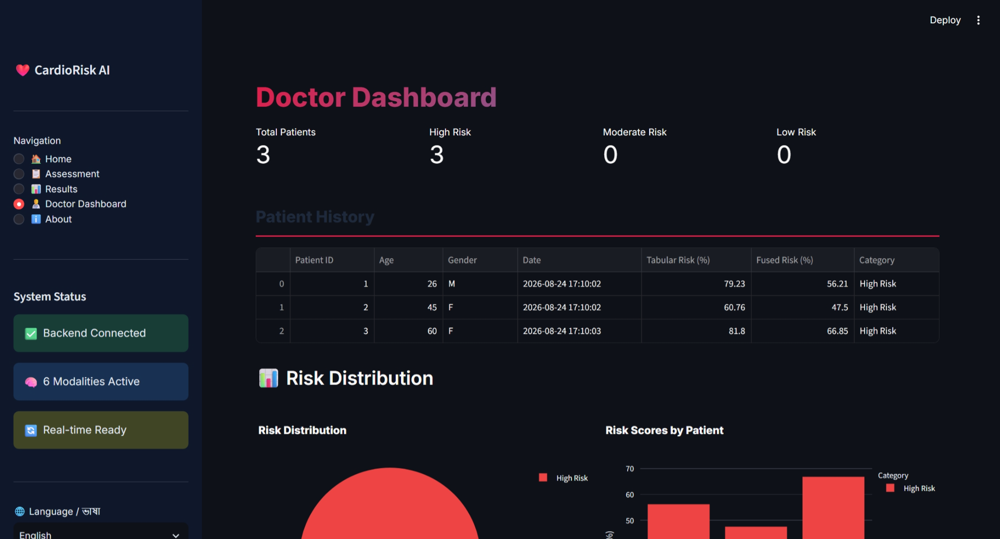 Deploy
CardioRisk AI
Navigation
Home
Assessment
Results
Doctor Dashboard
About
System Status
Backend Connected
6 Modalities Active
Real-time Ready
Language / ভাষা
English
Doctor Dashboard
Total Patients High Risk Moderate Risk Low Risk
3 3 0 0
Patient History
Patient ID Age Gender Date Tabular Risk (%) Fused Risk (%) Category
0 1 26 M 2026-08-24 17:10:02 79.23 56.21 High Risk
1 2 45 F 2026-08-24 17:10:02 60.76 47.5 High Risk
2 3 60 F 2026-08-24 17:10:03 81.8 66.85 High Risk
Risk Distribution
Risk Distribution
High Risk
Risk Scores by Patient
70
60
50
%)
Category
High Risk